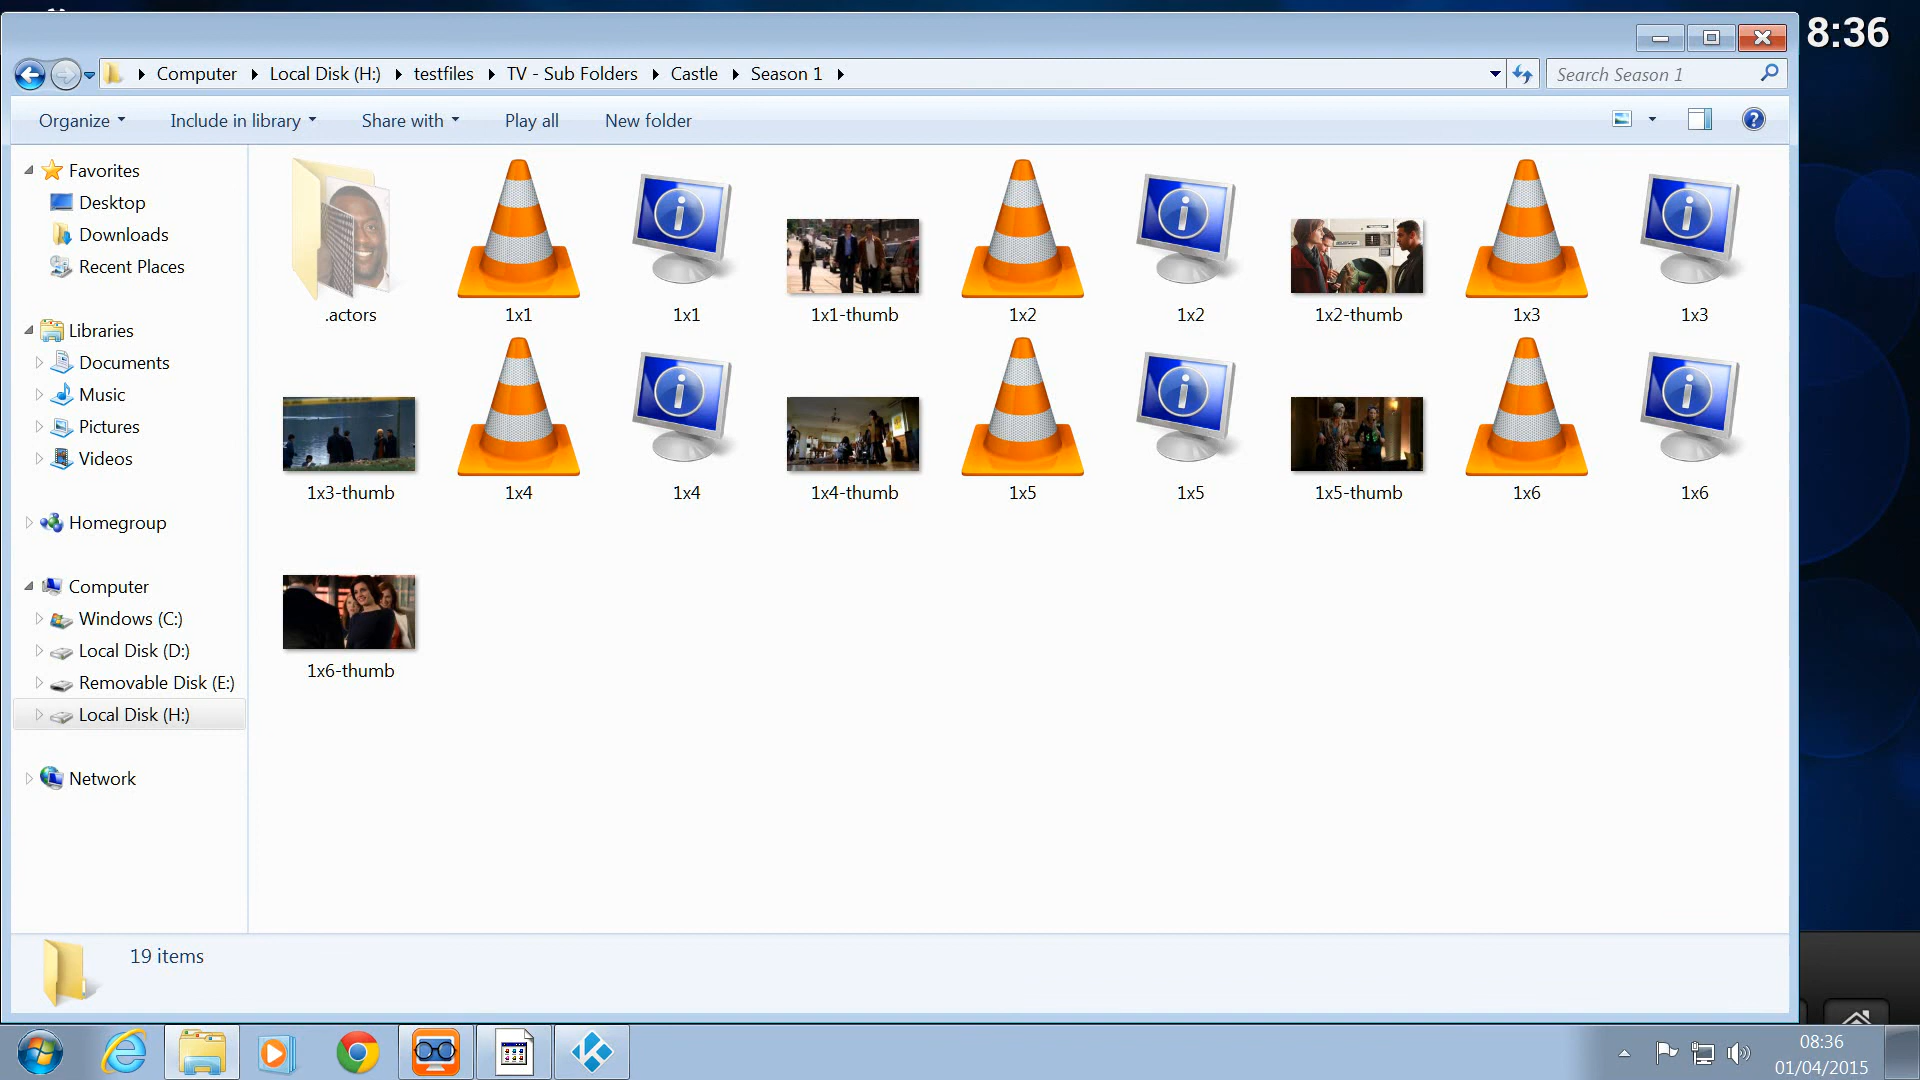 8:36
Computer Local Disk (H:) testfiles TV - Sub Folders Castle Season 1
Search Season 1
Organize Include in library Share with Play all New folder
Favorites
Desktop
Downloads
Recent Places
Libraries
Documents
Music
Pictures
Videos
Homegroup
Computer
Windows (C:)
Local Disk (D:)
Removable Disk (E:)
Local Disk (H:)
Network
.actors 1x1 1x1 1x1-thumb 1x2 1x2 1x2-thumb 1x3 1x3
1x3-thumb 1x4 1x4 1x4-thumb 1x5 1x5 1x5-thumb 1x6 1x6
1x6-thumb
19 items
08:36
01/04/2015